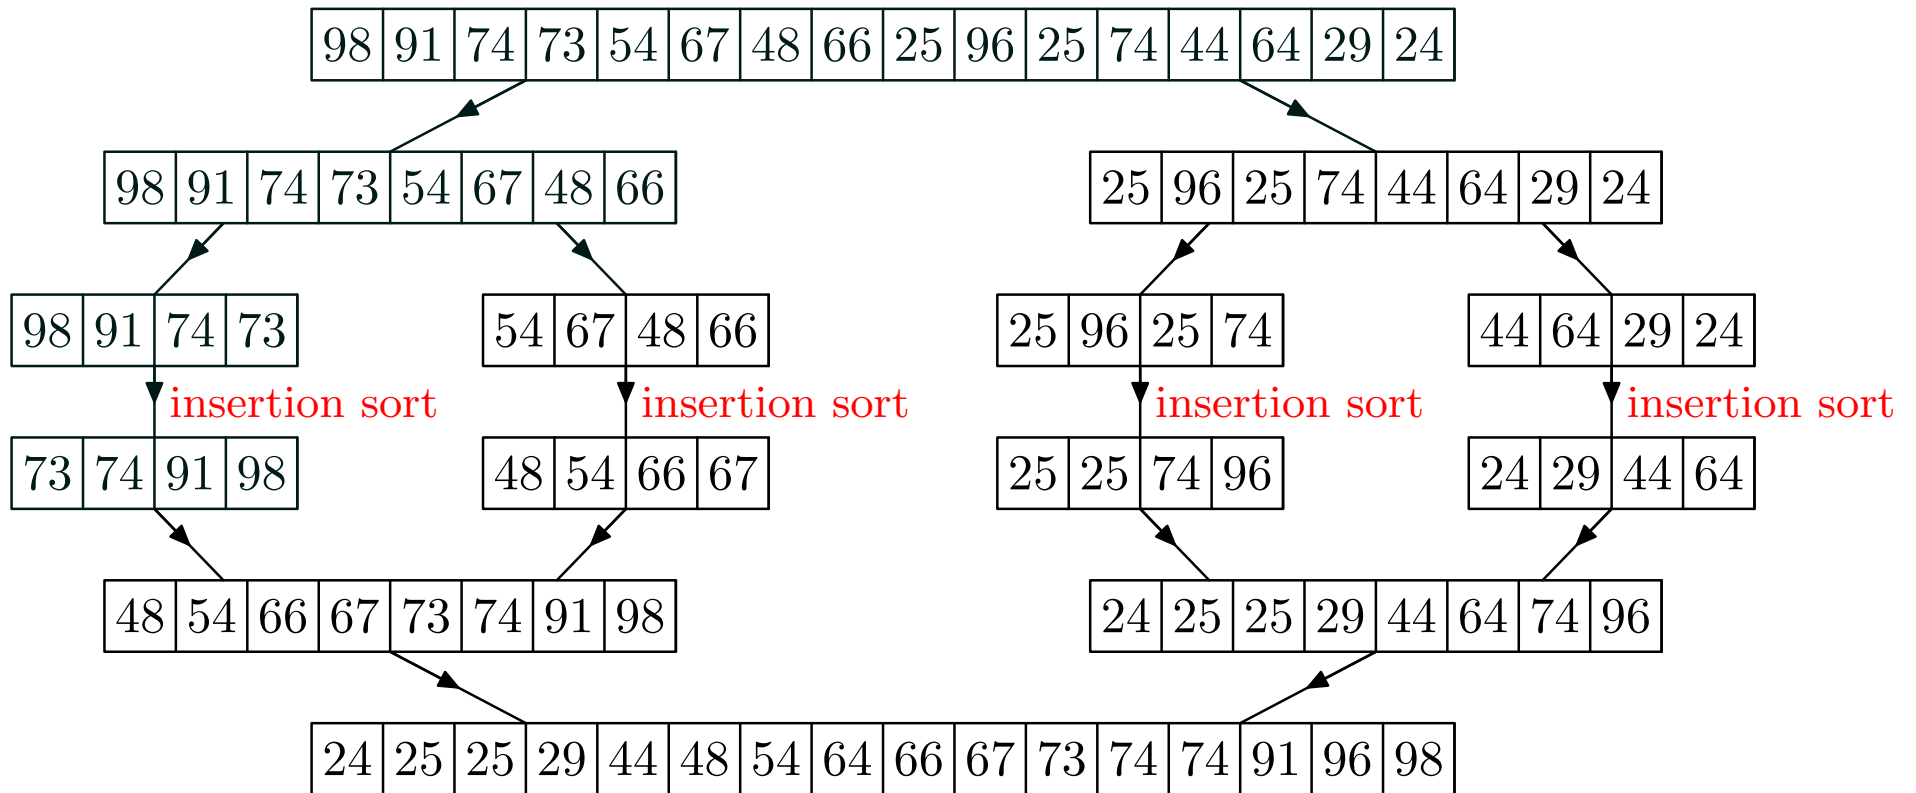 98 91 74 73 54 67 48 66 25 96 25 74 44 64 29 24
98 91 74 73 54 67 48 66
25 96 25 74 44 64 29 24
98 91 74 73
54 67 48 66
25 96 25 74
44 64 29 24
insertion sort
insertion sort
insertion sort
insertion sort
73 74 91 98
48 54 66 67
25 25 74 96
24 29 44 64
48 54 66 67 73 74 91 98
24 25 25 29 44 64 74 96
24 25 25 29 44 48 54 64 66 67 73 74 74 91 96 98